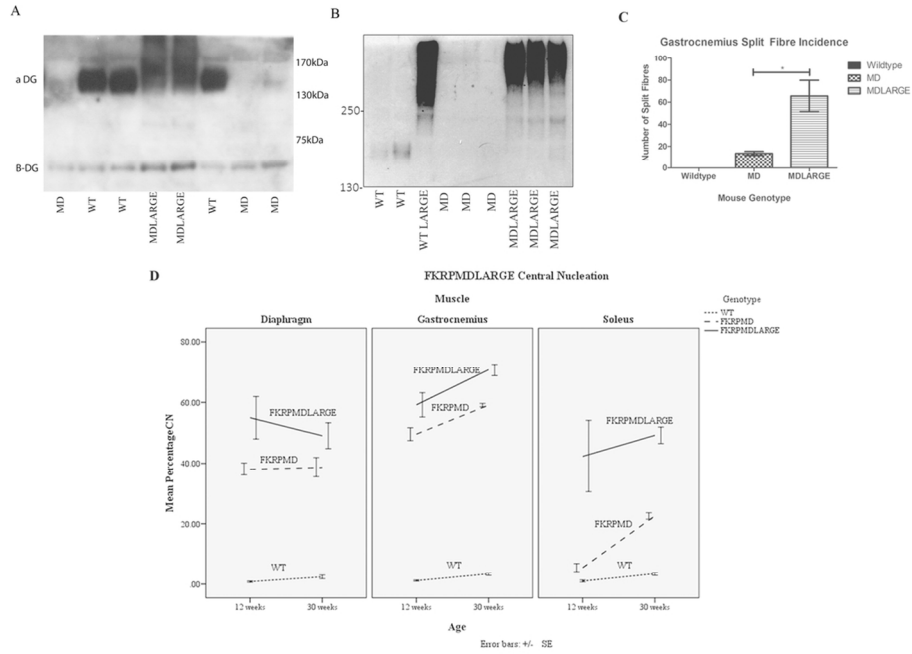 A
a DG
B-DG
170kDa
130kDa
75kDa
MD
WT
WT
MDLARGE
MDLARGE
WT
MD
MD
B
250-
130-
WT
WT
WT LARGE
MD
MD
MD
MDLARGE
MDLARGE
MDLARGE
C
Gastrocnemius Split Fibre Incidence
Number of Split Fibres
100
80
60
40
20
0
*
Wildtype
MD
MDLARGE
Mouse Genotype
Wildtype
MD
MDLARGE
D
FKRPMDLARGE Central Nucleation
Muscle
Diaphragm
Gastrocnemius
Soleus
Genotype
WT
FKRPMD
FKRPMDLARGE
Mean PercentageCN
80.00
60.00
40.00
20.00
.00
FKRPMDLARGE
FKRPMD
WT
FKRPMDLARGE
FKRPMD
WT
FKRPMDLARGE
FKRPMD
WT
12 weeks
30 weeks
12 weeks
30 weeks
12 weeks
30 weeks
Age
Error bars: +/- SE